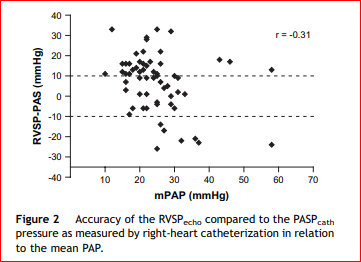 40
30
20
10
0
-10
-20
-30
-40
RVSP-PAS (mmHg)
r = -0.31
10 20 30 40 50 60 70
mPAP (mmHg)
Figure 2 Accuracy of the RVSPecho compared to the PASPcath
pressure as measured by right-heart catheterization in relation
to the mean PAP.